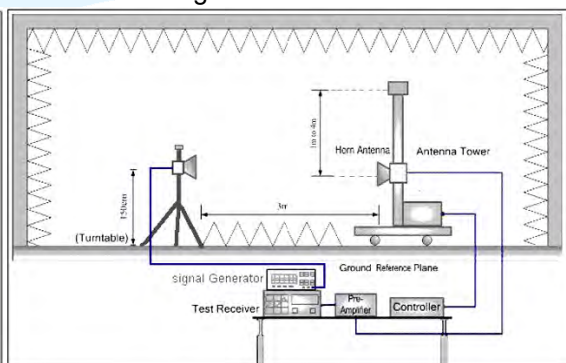 1m to 4m
Horn Antenna
Antenna Tower
150cm
3m
(Turntable)
Ground Reference Plane
signal Generator
Test Receiver
Pre-
Amplifier
Controller